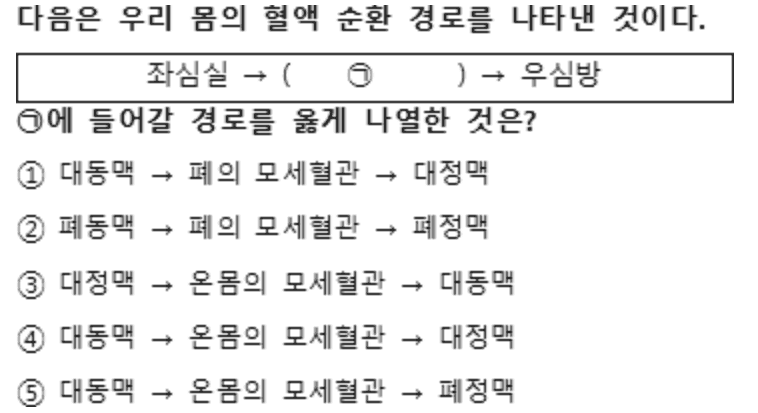 다음은 우리 몸의 혈액 순환 경로를 나타낸 것이다.
좌심실 → ( ㉠ ) → 우심방
㉠에 들어갈 경로를 옳게 나열한 것은?
① 대동맥 → 폐의 모세혈관 → 대정맥
② 폐동맥 → 폐의 모세혈관 → 폐정맥
③ 대정맥 → 온몸의 모세혈관 → 대동맥
④ 대동맥 → 온몸의 모세혈관 → 대정맥
⑤ 대동맥 → 온몸의 모세혈관 → 폐정맥